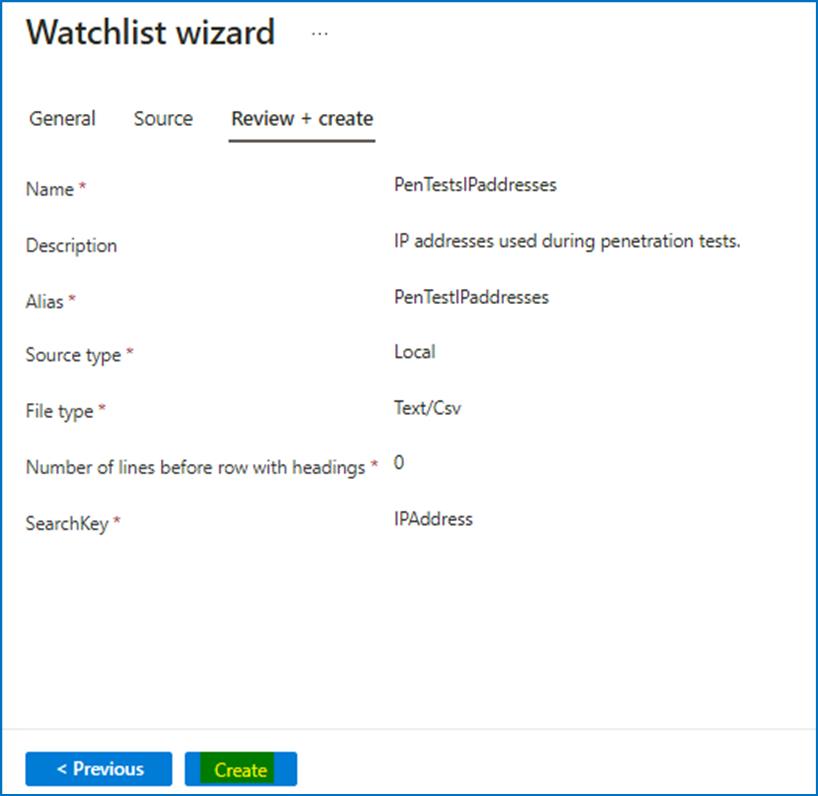 Watchlist wizard ...
General Source Review + create
Name * PenTestsIPaddresses
Description IP addresses used during penetration tests.
Alias * PenTestIPaddresses
Source type * Local
File type * Text/Csv
Number of lines before row with headings * 0
SearchKey * IPAddress
< Previous Create